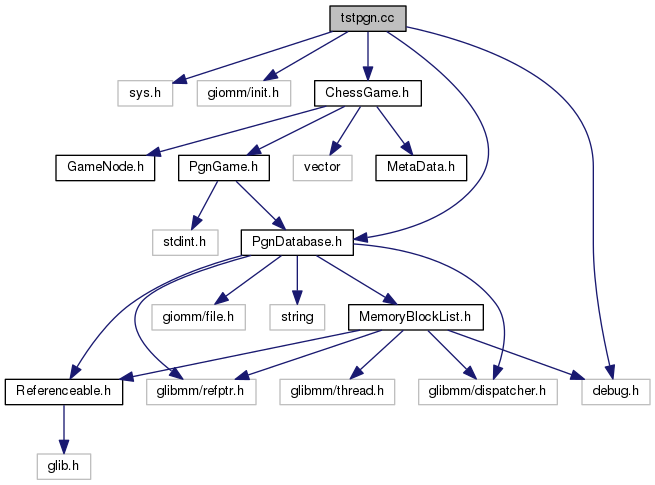 tstpgn.cc
sys.h
giomm/init.h
ChessGame.h
GameNode.h
PgnGame.h
vector
MetaData.h
stdint.h
PgnDatabase.h
giomm/file.h
string
MemoryBlockList.h
Referenceable.h
glibmm/refptr.h
glibmm/thread.h
glibmm/dispatcher.h
debug.h
glib.h